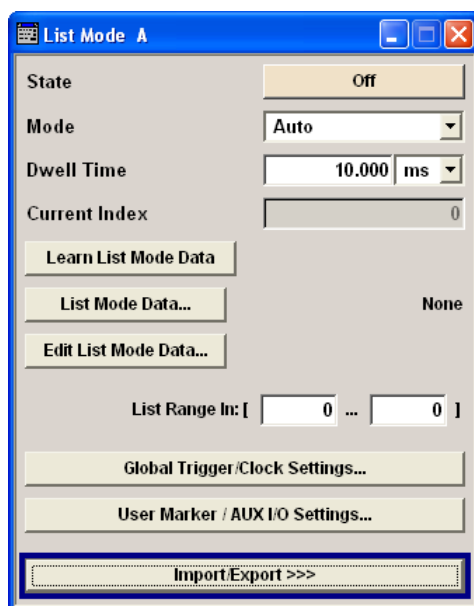 List Mode A
State Off
Mode Auto
Dwell Time 10.000 ms
Current Index 0
Learn List Mode Data
List Mode Data... None
Edit List Mode Data...
List Range In: [ 0 ... 0 ]
Global Trigger/Clock Settings...
User Marker / AUX I/O Settings...
Import/Export >>>